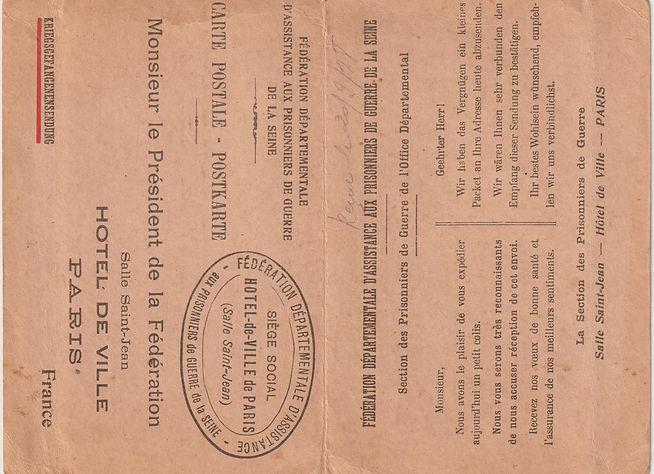 KRIEGSGEFANGENENSENDUNG
FÉDÉRATION DÉPARTEMENTALE
D'ASSISTANCE AUX PRISONNIERS DE GUERRE
DE LA SEINE
CARTE POSTALE - POSTKARTE
Monsieur le Président de la Fédération
Salle Saint-Jean
HOTEL DE VILLE
PARIS
France
FÉDÉRATION DÉPARTEMENTALE D'ASSISTANCE
aux PRISONNIERS de GUERRE de la SEINE
SIÈGE SOCIAL
HOTEL-de-VILLE de PARIS
(Salle Saint-Jean)
FÉDÉRATION DÉPARTEMENTALE D'ASSISTANCE AUX PRISONNIERS DE GUERRE DE LA SEINE
Section des Prisonniers de Guerre de l'Office Départemental
Monsieur,
Nous avons le plaisir de vous expédier
aujourd'hui un petit colis.
Nous vous serons très reconnaissants
de nous accuser réception de cet envoi.
Recevez nos vœux de bonne santé et
l'assurance de nos meilleurs sentiments.
Geehrter Herr!
Wir haben das Vergnügen ein kleines
Packet an ihre Adresse heute abzusenden.
Wir wären Ihnen sehr verbunden den
Empfang dieser Sendung zu bestätigen.
Ihr bestes Wohlsein wünschend, empfeh-
len wir uns verbindlichst.
La Section des Prisonniers de Guerre
Salle Saint-Jean — Hôtel de Ville — PARIS